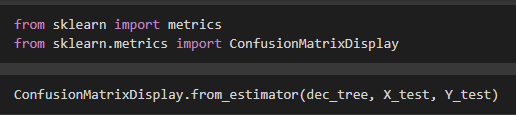 from sklearn import metrics
from sklearn.metrics import ConfusionMatrixDisplay
ConfusionMatrixDisplay.from_estimator(dec_tree, X_test, Y_test)